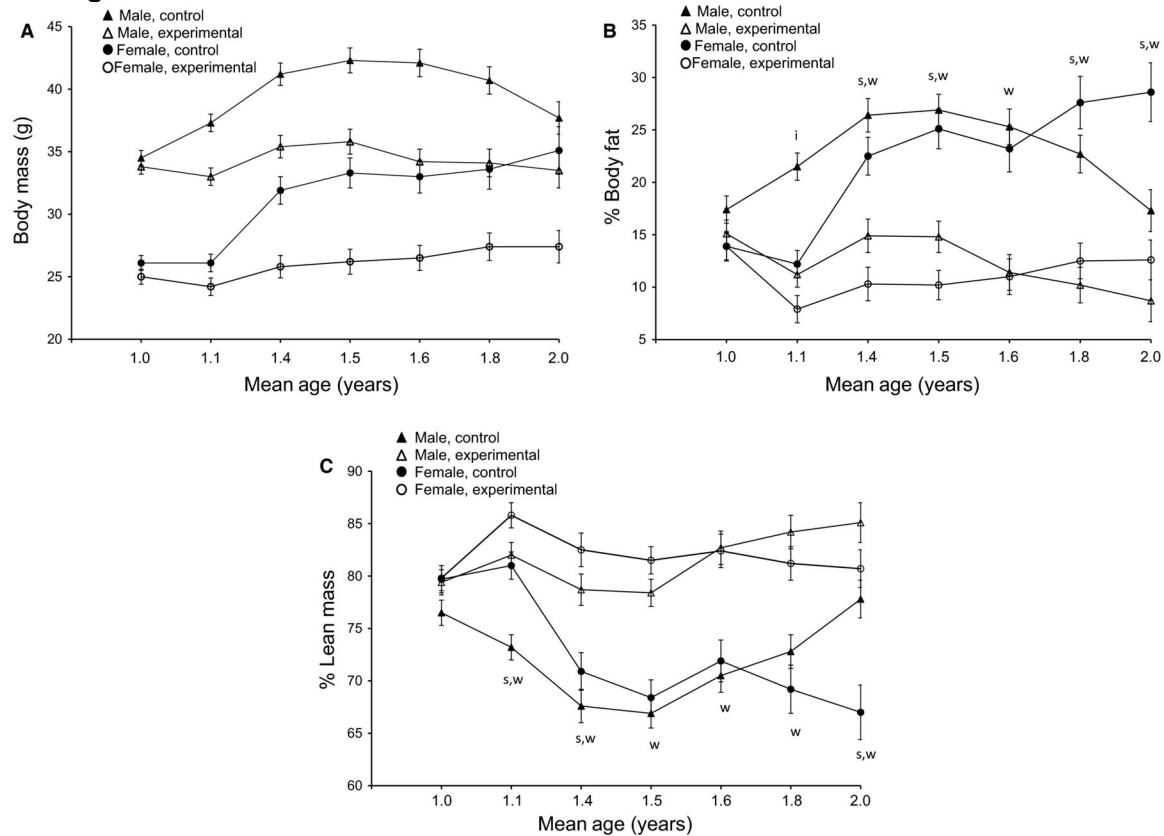 A
Male, control
Male, experimental
Female, control
Female, experimental
45
40
35
30
25
20
Body mass (g)
1.0 1.1 1.4 1.5 1.6 1.8 2.0
Mean age (years)
B
Male, control
Male, experimental
Female, control
Female, experimental
35
30
25
20
15
10
5
% Body fat
i
s,w
s,w
w
s,w
s,w
1.0 1.1 1.4 1.5 1.6 1.8 2.0
Mean age (years)
C
Male, control
Male, experimental
Female, control
Female, experimental
90
85
80
75
70
65
60
% Lean mass
s,w
s,w
w
w
w
s,w
1.0 1.1 1.4 1.5 1.6 1.8 2.0
Mean age (years)